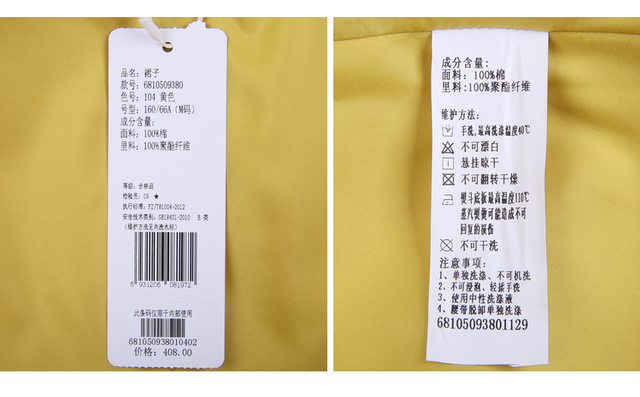 品名: 裙子
款号: 6810509380
色号: 104 黄色
号型: 160/66A (M码)
成分含量:
面料: 100%棉
里料: 100%聚酯纤维
等级: 合格品
检验员: 09 ★
执行标准: FZ/T81004-2012
安全技术类别: GB18401-2010 B 类
(维护方法见内洗水标)
6 931206 081972
此条码仅限于内部使用
681050938010402
价格: 408.00
成分含量:
面料: 100%棉
里料: 100%聚酯纤维
维护方法:
手洗, 最高洗涤温度40℃
不可漂白
悬挂晾干
不可翻转干燥
熨斗底板最高温度110℃
蒸汽熨烫可能造成不可
回复的损伤
不可干洗
注意事项:
1、单独洗涤、不可机洗
2、不可浸泡、轻揉手洗
3、使用中性洗涤液
4、腰带脱卸单独洗涤
68105093801129